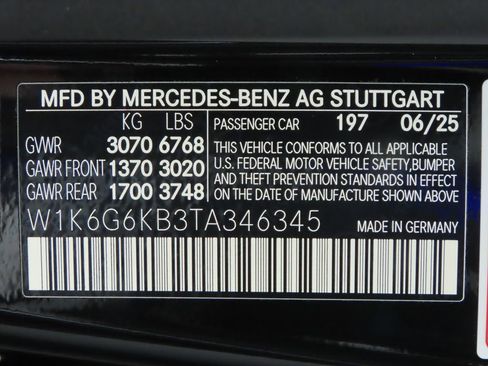 MFD BY MERCEDES-BENZ AG STUTTGART
KG LBS
GVWR 3070 6768
GAWR FRONT 1370 3020
GAWR REAR 1700 3748
PASSENGER CAR 197 06/25
THIS VEHICLE CONFORMS TO ALL APPLICABLE
U.S. FEDERAL MOTOR VEHICLE SAFETY,BUMPER
AND THEFT PREVENTION STANDARDS IN EFFECT
ON THE DATE OF MANUFACTURE SHOWN ABOVE.
W1K6G6KB3TA346345
MADE IN GERMANY